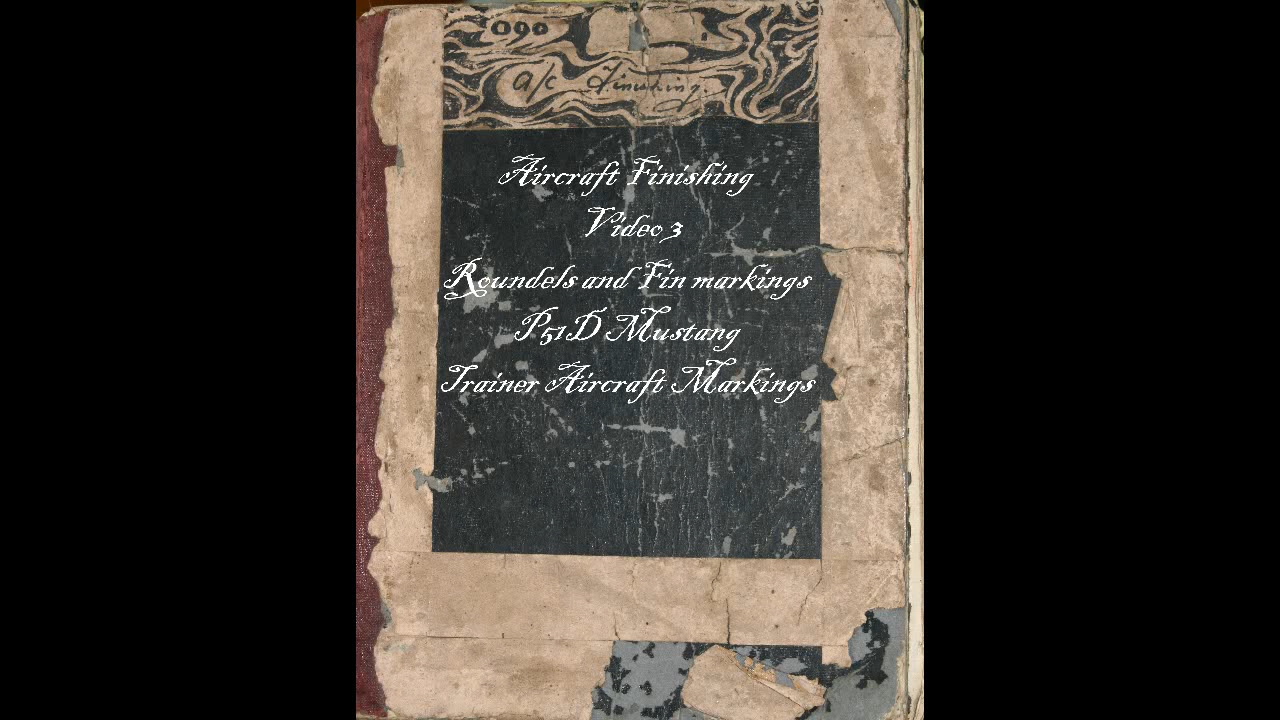 090
a/c Finishing.
Aircraft Finishing
Video 3
Roundels and Fin markings
P51D Mustang
Trainer Aircraft Markings